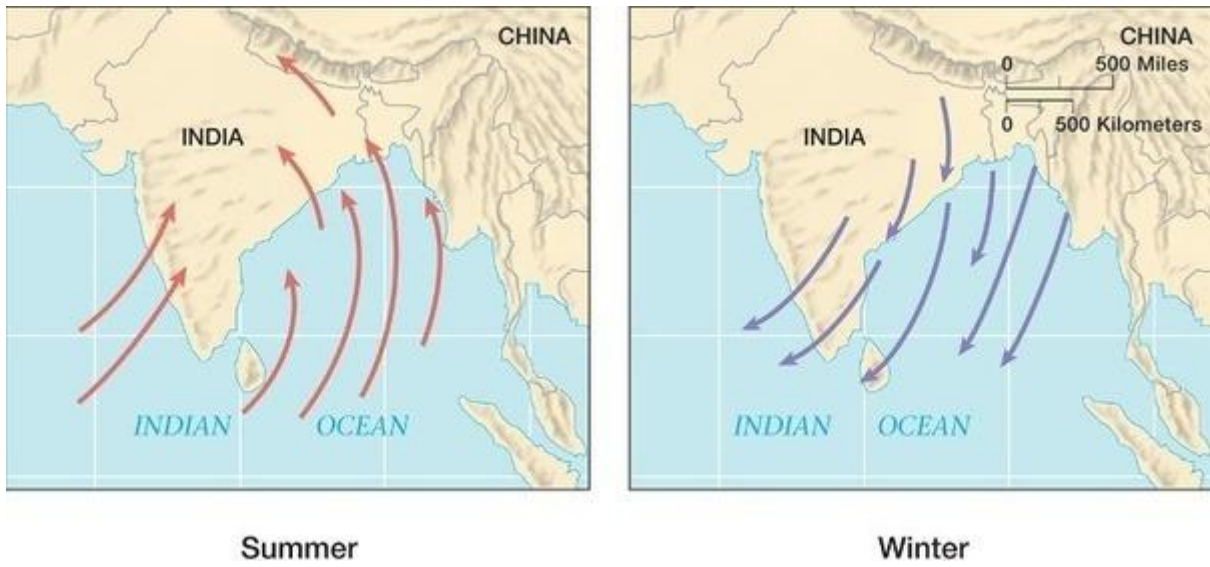 CHINA
INDIA
INDIAN OCEAN
Summer
CHINA
0 500 Miles
0 500 Kilometers
INDIA
INDIAN OCEAN
Winter